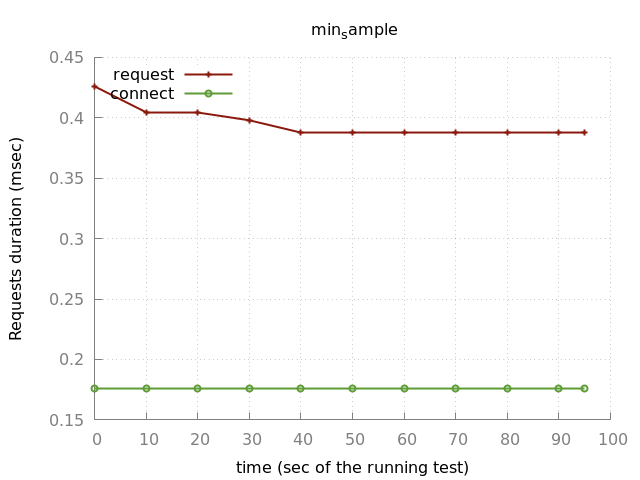 minsample
0.45
request
connect
0.4
0.35
0.3
0.25
0.2
0.15
Requests duration (msec)
0 10 20 30 40 50 60 70 80 90 100
time (sec of the running test)